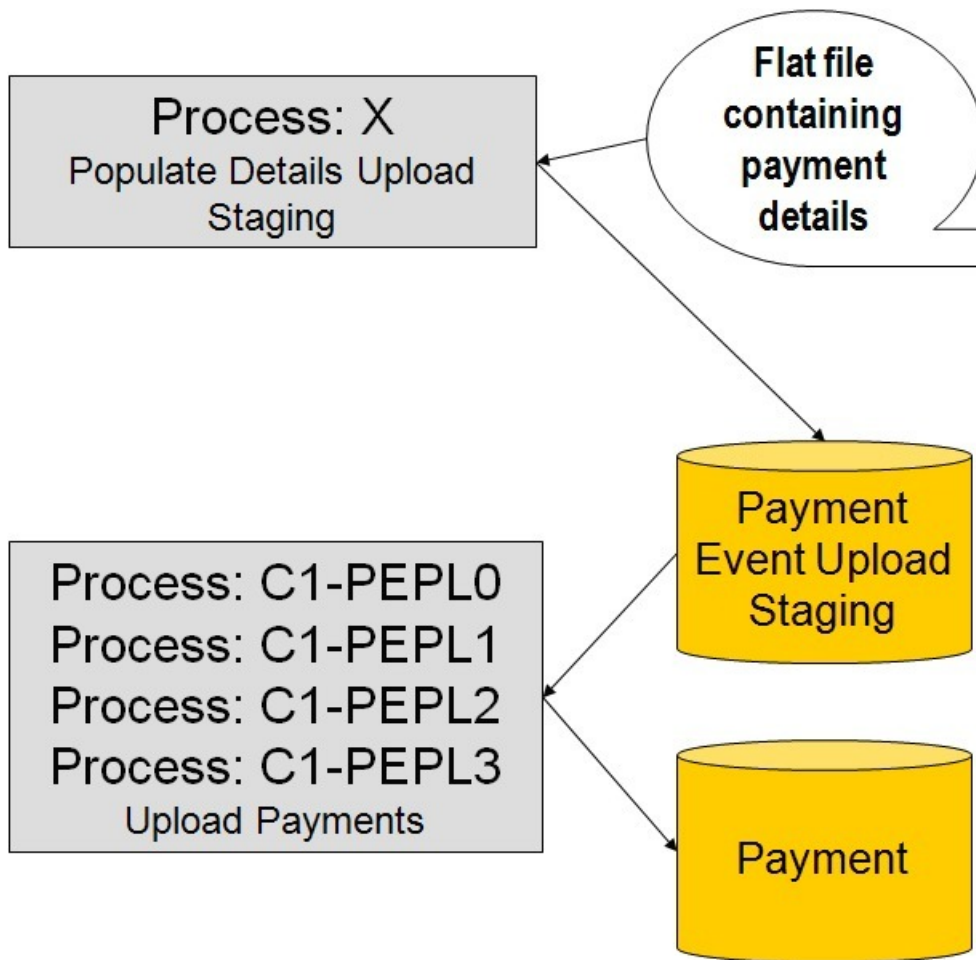 Process: X
Populate Details Upload
Staging
Flat file
containing
payment
details
Payment
Event Upload
Staging
Process: C1-PEPL0
Process: C1-PEPL1
Process: C1-PEPL2
Process: C1-PEPL3
Upload Payments
Payment